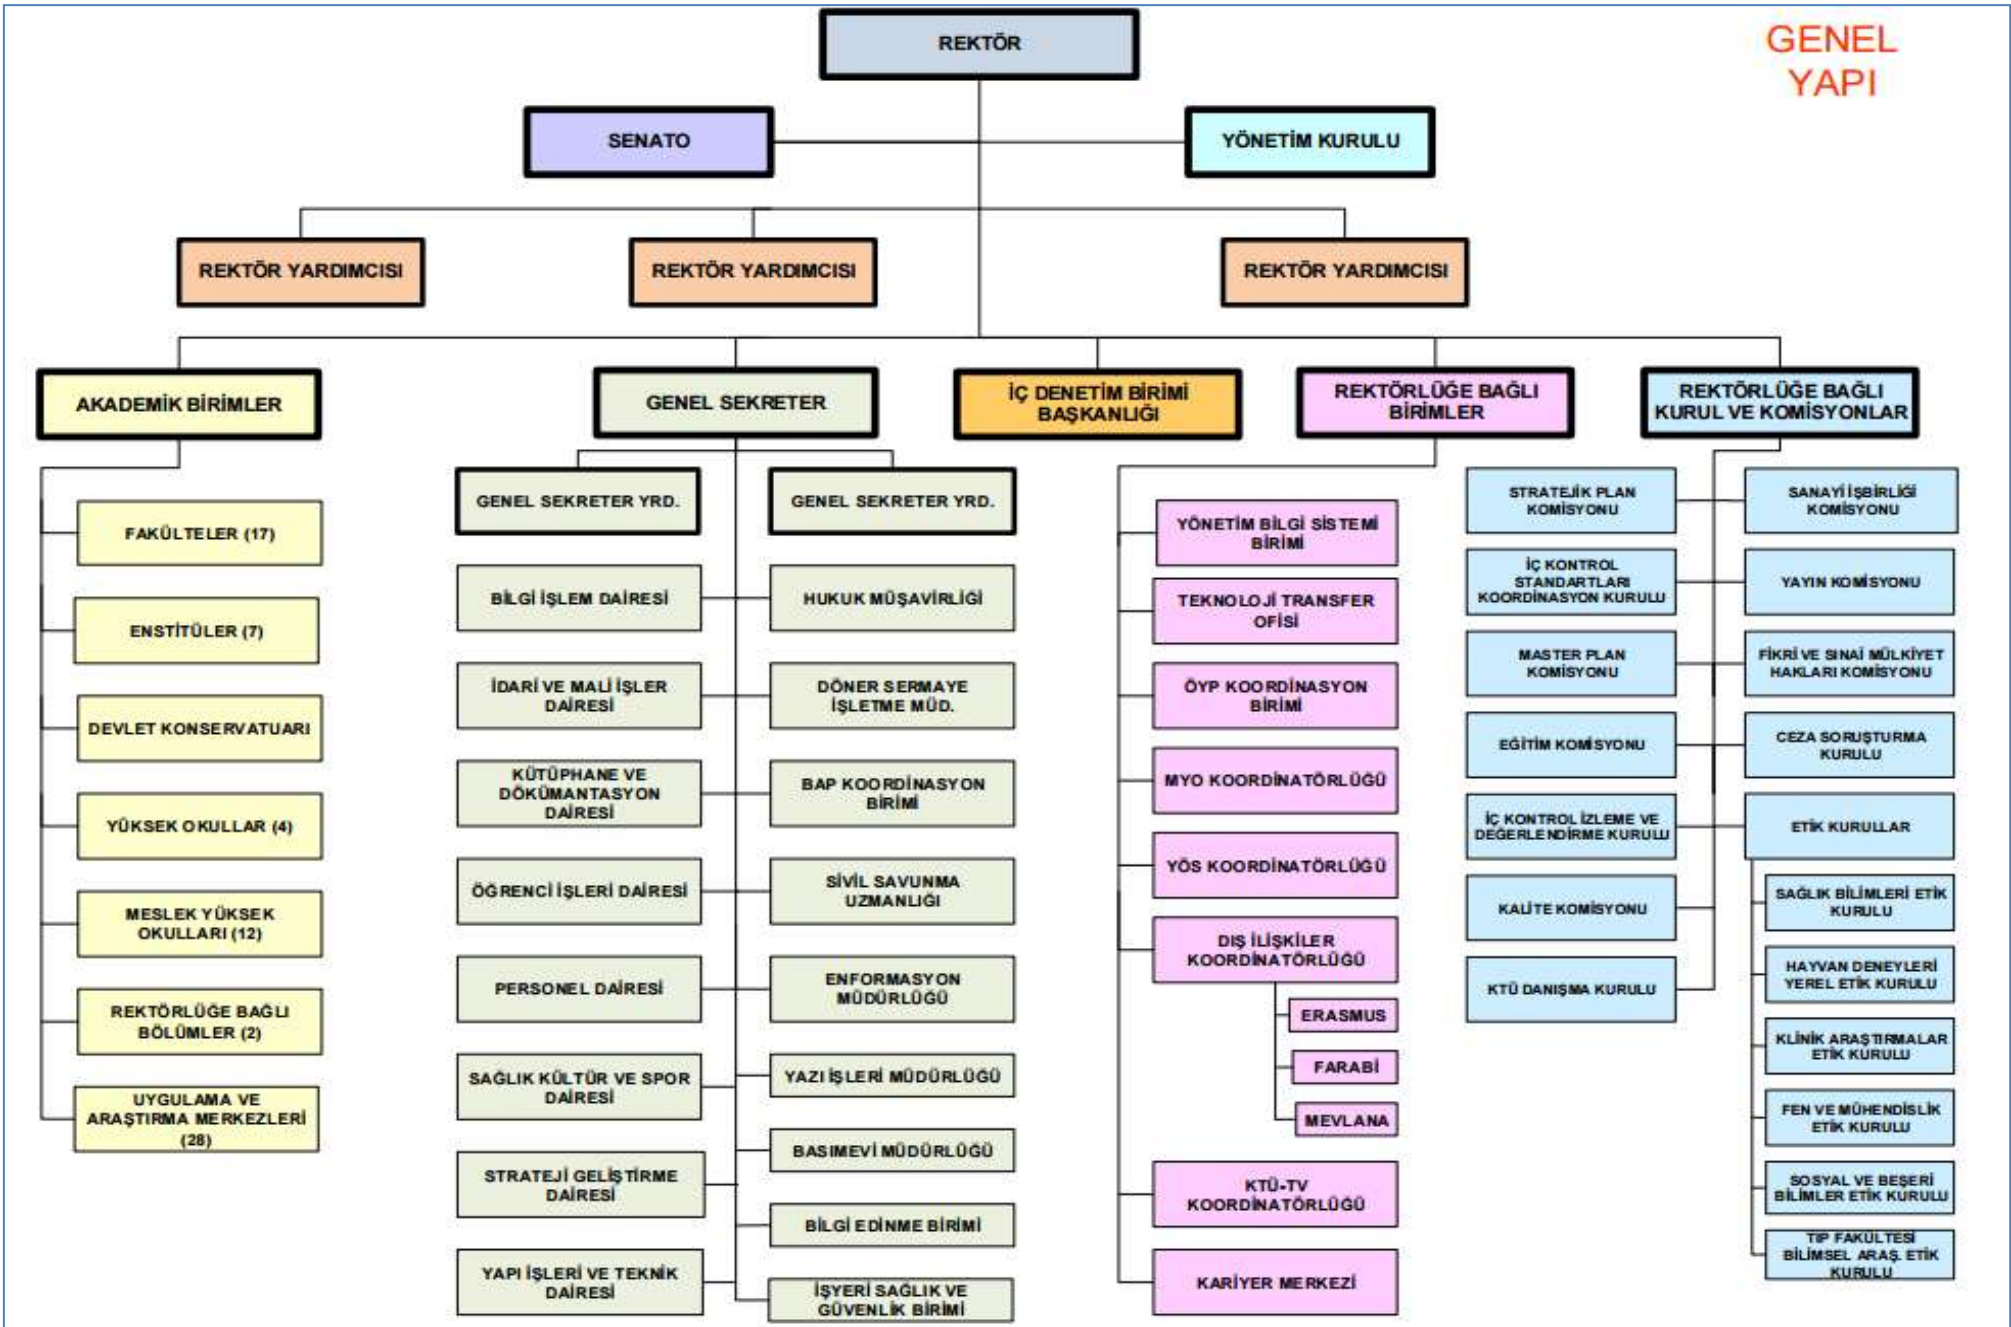 GENEL
YAPI
REKTÖR
SENATO
YÖNETİM KURULU
REKTÖR YARDIMCISI
REKTÖR YARDIMCISI
REKTÖR YARDIMCISI
AKADEMİK BİRİMLER
GENEL SEKRETER
İÇ DENETİM BİRİMİ
BAŞKANLIĞI
REKTÖRLÜĞE BAĞLI
BİRİMLER
REKTÖRLÜĞE BAĞLI
KURUL VE KOMİSYONLAR
FAKÜLTELER (17)
ENSTİTÜLER (7)
DEVLET KONSERVATUARI
YÜKSEK OKULLAR (4)
MESLEK YÜKSEK
OKULLARI (12)
REKTÖRLÜĞE BAĞLI
BÖLÜMLER (2)
UYGULAMA VE
ARAŞTIRMA MERKEZLERİ
(28)
GENEL SEKRETER YRD.
GENEL SEKRETER YRD.
BİLGİ İŞLEM DAİRESİ
İDARİ VE MALİ İŞLER
DAİRESİ
KÜTÜPHANE VE
DÖKÜMANTASYON
DAİRESİ
ÖĞRENCİ İŞLERİ DAİRESİ
PERSONEL DAİRESİ
SAĞLIK KÜLTÜR VE SPOR
DAİRESİ
STRATEJİ GELİŞTİRME
DAİRESİ
YAPI İŞLERİ VE TEKNİK
DAİRESİ
HUKUK MÜŞAVİRLİĞİ
DÖNER SERMAYE
İŞLETME MÜD.
BAP KOORDİNASYON
BİRİMİ
SİVİL SAVUNMA
UZMANLIĞI
ENFORMASYON
MÜDÜRLÜĞÜ
YAZI İŞLERİ MÜDÜRLÜĞÜ
BASIMEVİ MÜDÜRLÜĞÜ
BİLGİ EDİNME BİRİMİ
İŞYERİ SAĞLIK VE
GÜVENLİK BİRİMİ
YÖNETİM BİLGİ SİSTEMİ
BİRİMİ
TEKNOLOJİ TRANSFER
OFİSİ
ÖYP KOORDİNASYON
BİRİMİ
MYO KOORDİNATÖRLÜĞÜ
YÖS KOORDİNATÖRLÜĞÜ
DIŞ İLİŞKİLER
KOORDİNATÖRLÜĞÜ
ERASMUS
FARABİ
MEVLANA
KTÜ-TV
KOORDİNATÖRLÜĞÜ
KARİYER MERKEZİ
STRATEJİK PLAN
KOMİSYONU
İÇ KONTROL
STANDARTLARI
KOORDİNASYON KURULU
MASTER PLAN
KOMİSYONU
EĞİTİM KOMİSYONU
İÇ KONTROL İZLEME VE
DEĞERLENDİRME KURULU
KALİTE KOMİSYONU
KTÜ DANIŞMA KURULU
SANAYİ İŞBİRLİĞİ
KOMİSYONU
YAYIN KOMİSYONU
FİKRİ VE SINAİ MÜLKİYET
HAKLARI KOMİSYONU
CEZA SORUŞTURMA
KURULU
ETİK KURULLAR
SAĞLIK BİLİMLERİ ETİK
KURULU
HAYVAN DENEYLERİ
YEREL ETİK KURULU
KLİNİK ARAŞTIRMALAR
ETİK KURULU
FEN VE MÜHENDİSLİK
ETİK KURULU
SOSYAL VE BEŞERİ
BİLİMLER ETİK KURULU
TIP FAKÜLTESİ
BİLİMSEL ARAŞ. ETİK
KURULU